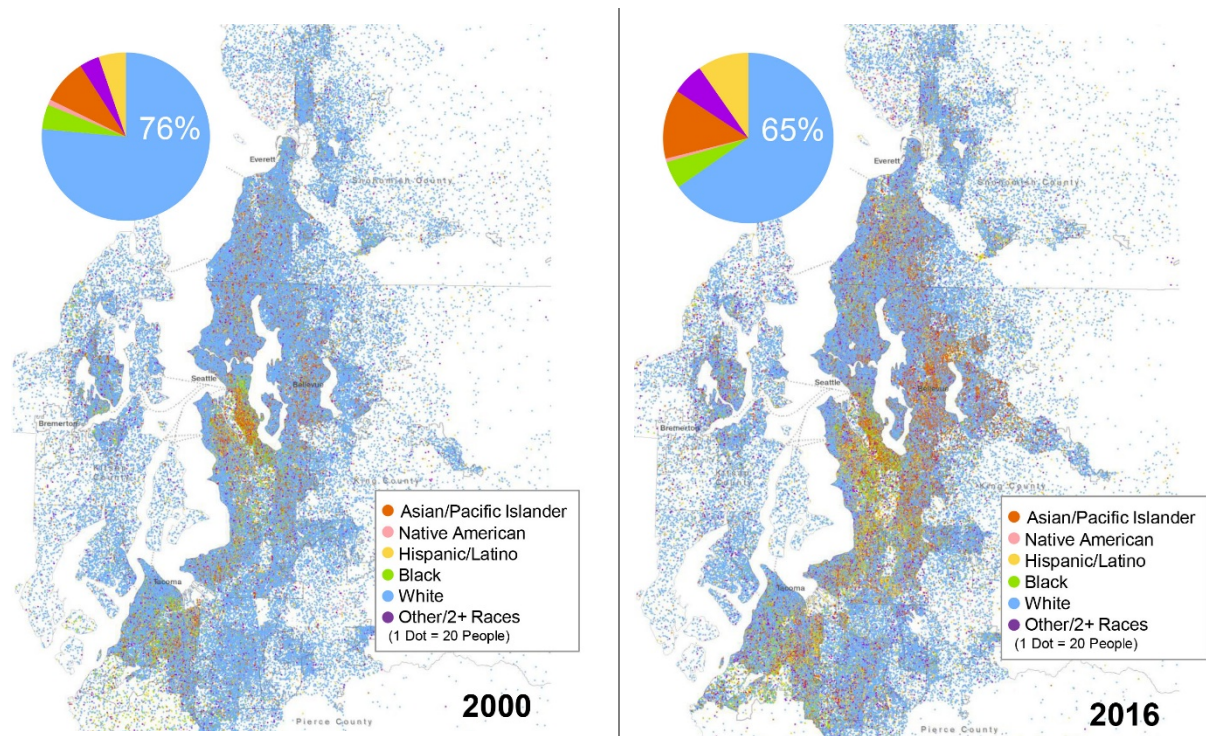 76%
Everett
Snohomish County
Seattle
Bellevue
Bremerton
King County
Asian/Pacific Islander
Native American
Hispanic/Latino
Black
White
Other/2+ Races
(1 Dot = 20 People)
Tacoma
2000
Pierce County
65%
Everett
Snohomish County
Seattle
Bellevue
Bremerton
King County
Asian/Pacific Islander
Native American
Hispanic/Latino
Black
White
Other/2+ Races
(1 Dot = 20 People)
Tacoma
2016
Pierce County